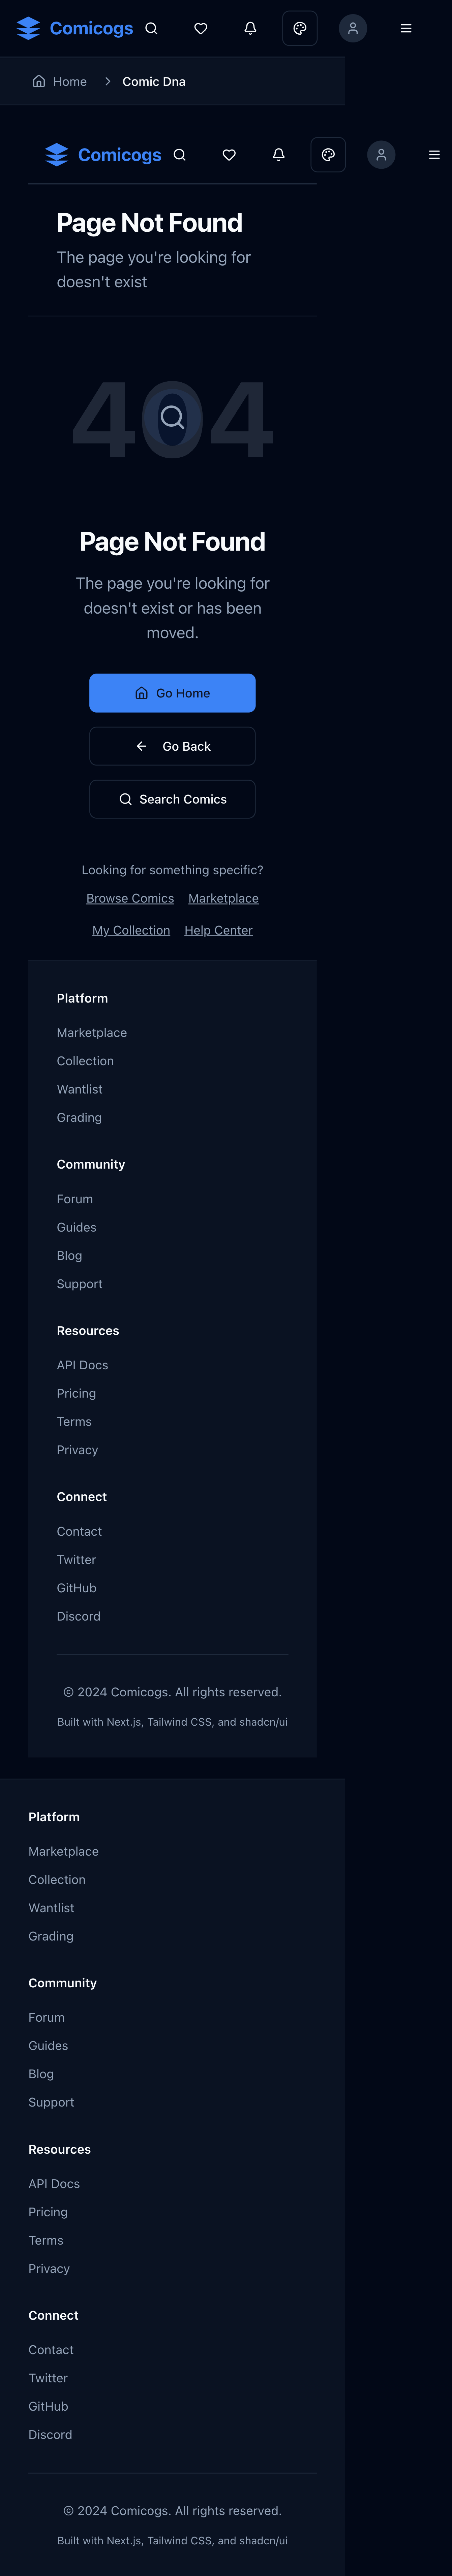 Comicogs
Home > Comic Dna
Comicogs
Page Not Found
The page you're looking for
doesn't exist
404
Page Not Found
The page you're looking for
doesn't exist or has been
moved.
Go Home
Go Back
Search Comics
Looking for something specific?
Browse Comics Marketplace
My Collection Help Center
Platform
Marketplace
Collection
Wantlist
Grading
Community
Forum
Guides
Blog
Support
Resources
API Docs
Pricing
Terms
Privacy
Connect
Contact
Twitter
GitHub
Discord
© 2024 Comicogs. All rights reserved.
Built with Next.js, Tailwind CSS, and shadcn/ui
Platform
Marketplace
Collection
Wantlist
Grading
Community
Forum
Guides
Blog
Support
Resources
API Docs
Pricing
Terms
Privacy
Connect
Contact
Twitter
GitHub
Discord
© 2024 Comicogs. All rights reserved.
Built with Next.js, Tailwind CSS, and shadcn/ui